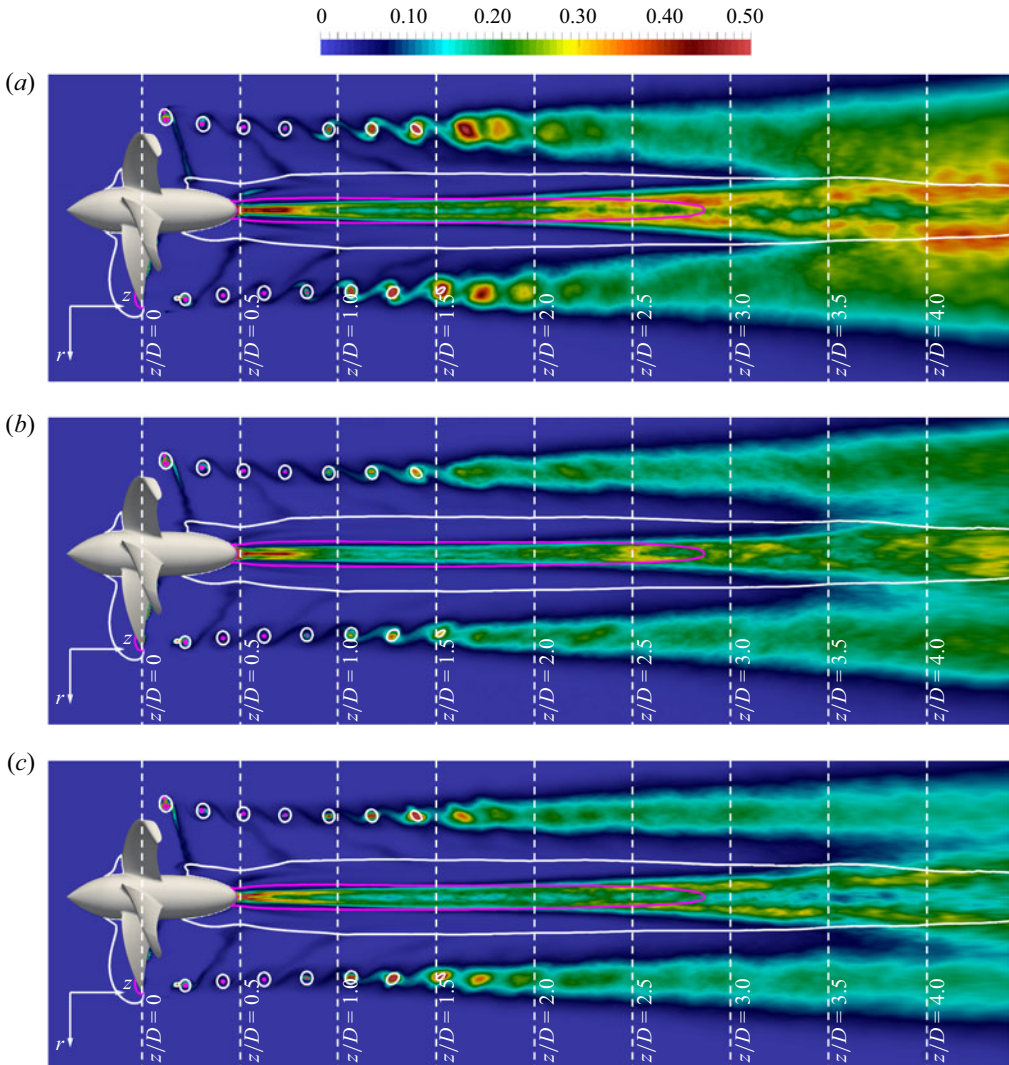 0 0.10 0.20 0.30 0.40 0.50
(a)
z
r
z/D = 0
z/D = 0.5
z/D = 1.0
z/D = 1.5
z/D = 2.0
z/D = 2.5
z/D = 3.0
z/D = 3.5
z/D = 4.0
(b)
z
r
z/D = 0
z/D = 0.5
z/D = 1.0
z/D = 1.5
z/D = 2.0
z/D = 2.5
z/D = 3.0
z/D = 3.5
z/D = 4.0
(c)
z
r
z/D = 0
z/D = 0.5
z/D = 1.0
z/D = 1.5
z/D = 2.0
z/D = 2.5
z/D = 3.0
z/D = 3.5
z/D = 4.0